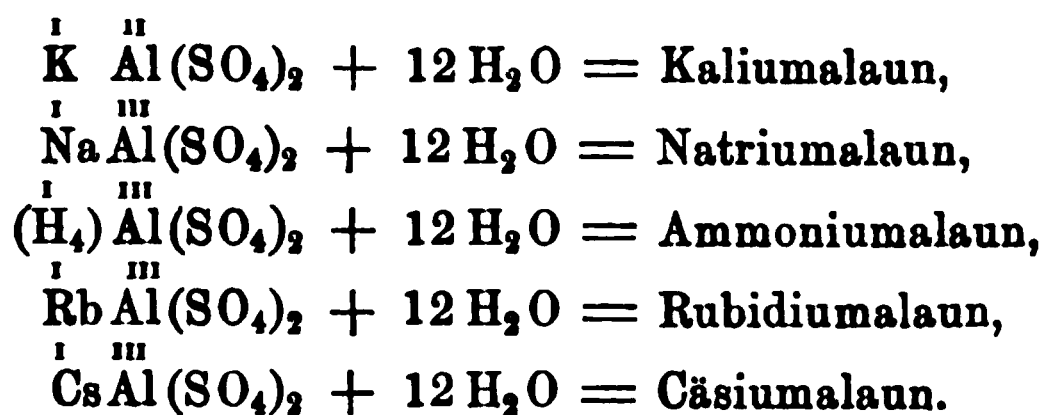 I II
K Al(SO₄)₂ + 12 H₂O = Kaliumalaun,
I III
Na Al(SO₄)₂ + 12 H₂O = Natriumalaun,
I III
(H₄) Al(SO₄)₂ + 12 H₂O = Ammoniumalaun,
I III
Rb Al(SO₄)₂ + 12 H₂O = Rubidiumalaun,
I III
Cs Al(SO₄)₂ + 12 H₂O = Cäsiumalaun.